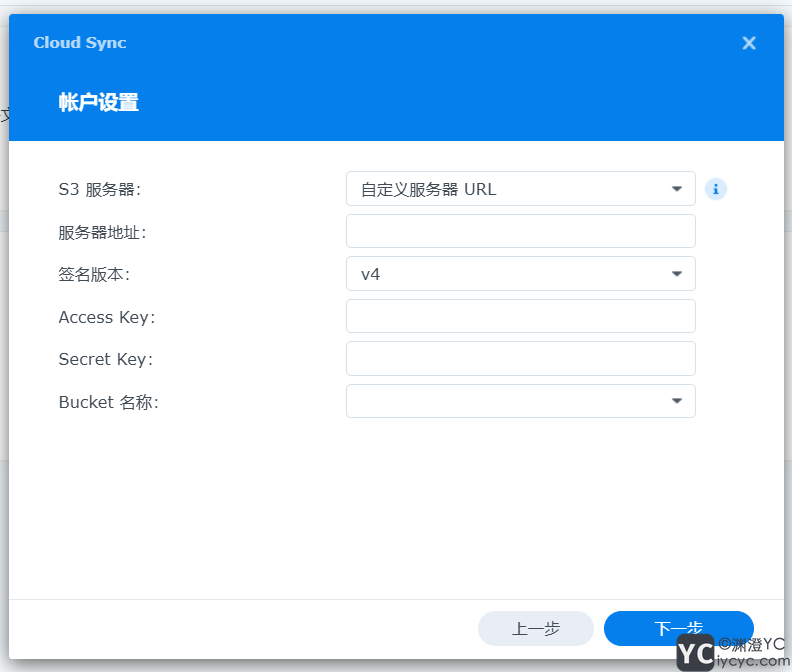 Cloud Sync
帐户设置
S3 服务器: 自定义服务器 URL
服务器地址:
签名版本: v4
Access Key:
Secret Key:
Bucket 名称:
上一步 下一步
YC ©渊澄YC
iycyc.com